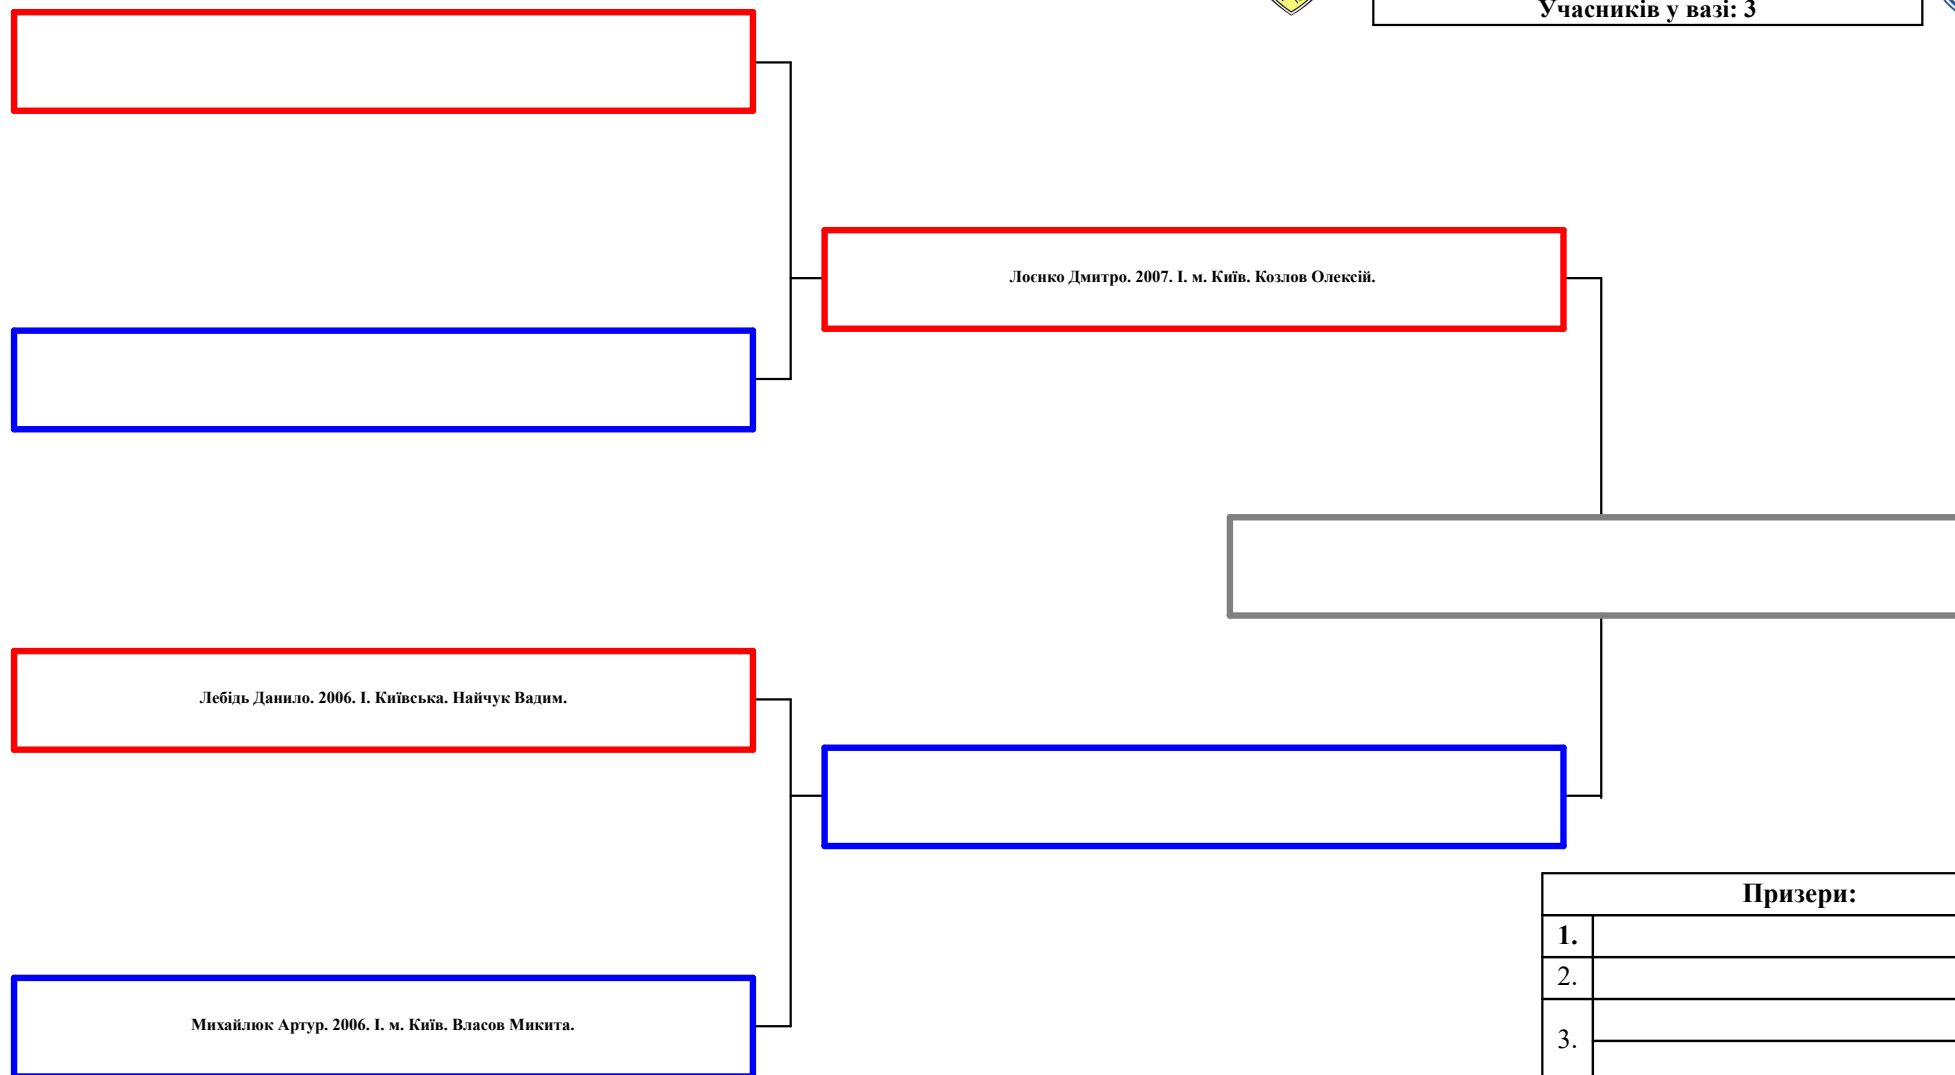 Учасників у вазі: 3
Лоєнко Дмитро. 2007. I. м. Київ. Козлов Олексій.
Лебідь Данило. 2006. I. Київська. Найчук Вадим.
Михайлюк Артур. 2006. I. м. Київ. Власов Микита.
Призери:
1.
2.
3.